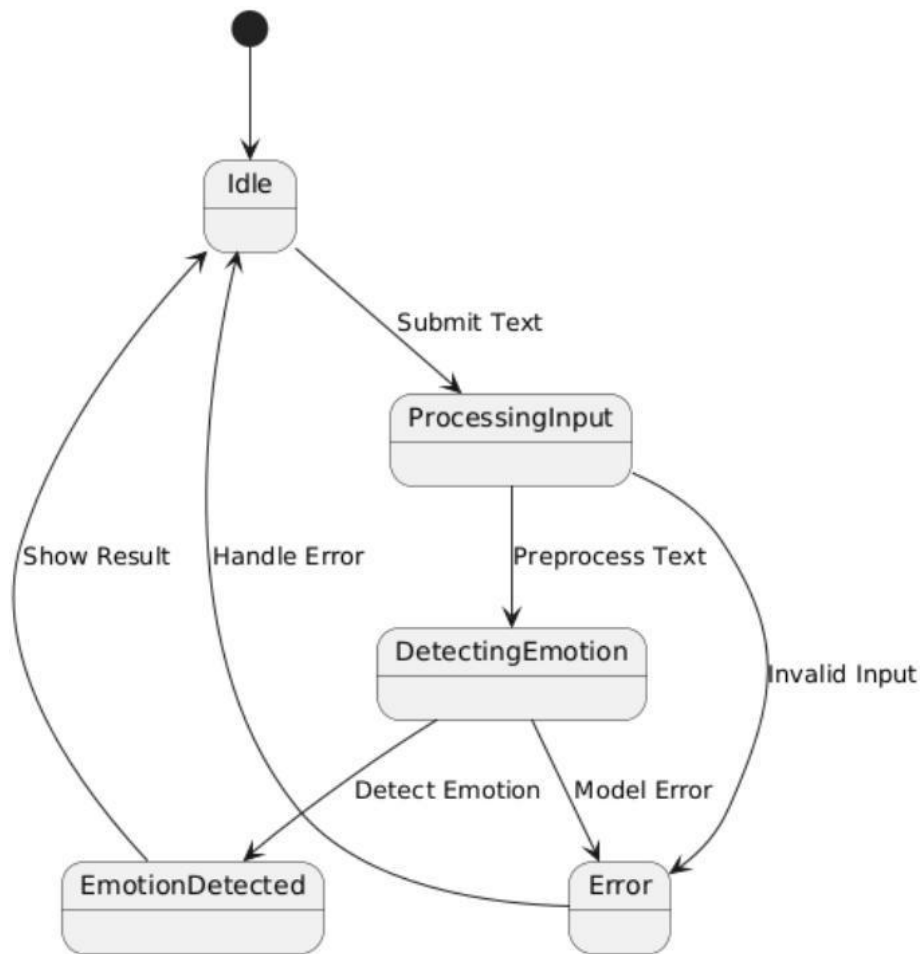 Idle
Submit Text
ProcessingInput
Show Result
Handle Error
Preprocess Text
DetectingEmotion
Invalid Input
Detect Emotion
Model Error
EmotionDetected
Error